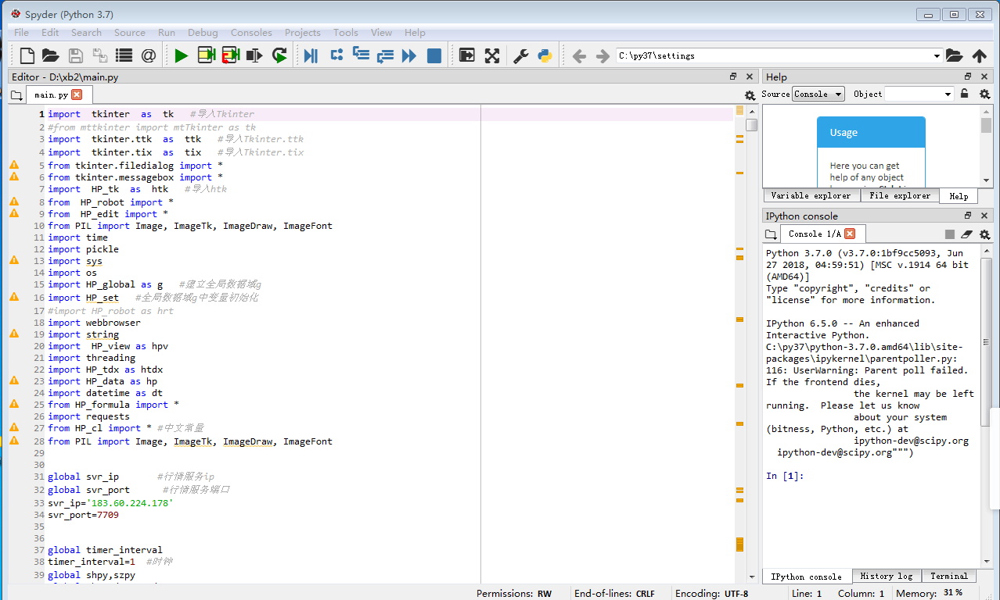 Spyder (Python 3.7)
File Edit Search Source Run Debug Consoles Projects Tools View Help
C:\py37\settings
Editor - D:\xb2\main.py
main.py
1 import  tkinter  as  tk   #导入Tkinter
2 #from mttkinter import mtTkinter as tk
3 import  tkinter.ttk  as  ttk   #导入Tkinter.ttk
4 import  tkinter.tix  as  tix   #导入Tkinter.tix
5 from tkinter.filedialog import *
6 from tkinter.messagebox import *
7 import  HP_tk  as  htk   #导入htk
8 from  HP_robot import *
9 from  HP_edit import *
10 from PIL import Image, ImageTk, ImageDraw, ImageFont
11 import time
12 import pickle
13 import sys
14 import os
15 import HP_global as g   #建立全局数据域g
16 import HP_set   #全局数据域g中变量初始化
17 #import HP_robot as hrt
18 import webbrowser
19 import string
20 import  HP_view as hpv
21 import threading
22 import HP_tdx as htdx
23 import HP_data as hp
24 import datetime as dt
25 from HP_formula import *
26 import requests
27 from HP_cl import * #中文常量
28 from PIL import Image, ImageTk, ImageDraw, ImageFont
29
30
31 global svr_ip       #行情服务ip
32 global svr_port      #行情服务端口
33 svr_ip='183.60.224.178'
34 svr_port=7709
35
36
37 global timer_interval
38 timer_interval=1  #时钟
39 global shpy,szpy
Help
Source Console Object
Usage
Here you can get
help of any object
Variable explorer File explorer Help
IPython console
Console 1/A
Python 3.7.0 (v3.7.0:1bf9cc5093, Jun
27 2018, 04:59:51) [MSC v.1914 64 bit
(AMD64)]
Type "copyright", "credits" or
"license" for more information.
IPython 6.5.0 -- An enhanced
Interactive Python.
C:\py37\python-3.7.0.amd64\lib\site-
packages\ipykernel\parentpoller.py:
116: UserWarning: Parent poll failed.
If the frontend dies,
the kernel may be left
running.  Please let us know
about your system
(bitness, Python, etc.) at
ipython-dev@scipy.org
ipython-dev@scipy.org""")
In [1]:
IPython console History log Terminal
Permissions: RW End-of-lines: CRLF Encoding: UTF-8 Line: 1 Column: 1 Memory: 31 %